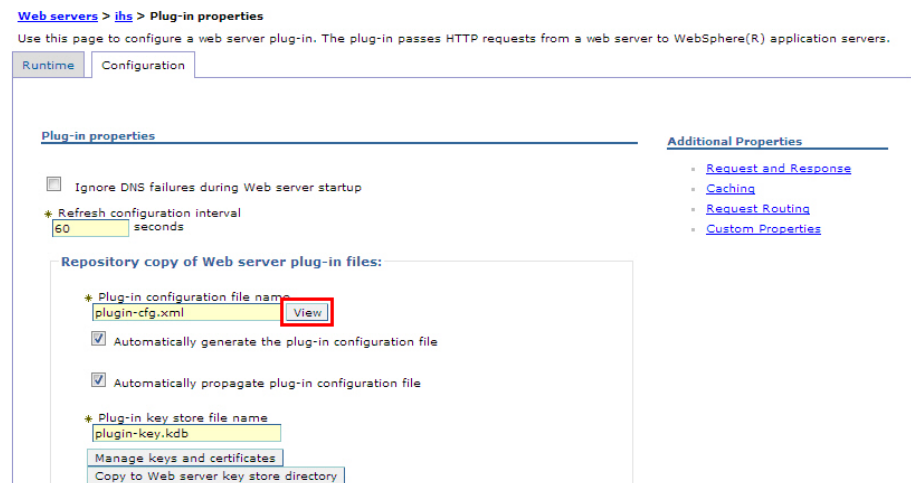 Web servers > ihs > Plug-in properties
Use this page to configure a web server plug-in. The plug-in passes HTTP requests from a web server to WebSphere(R) application servers.
Runtime
Configuration
Plug-in properties
Ignore DNS failures during Web server startup
Refresh configuration interval
60 seconds
Repository copy of Web server plug-in files:
Plug-in configuration file name
plugin-cfg.xml View
Automatically generate the plug-in configuration file
Automatically propagate plug-in configuration file
Plug-in key store file name
plugin-key.kdb
Manage keys and certificates
Copy to Web server key store directory
Additional Properties
Request and Response
Caching
Request Routing
Custom Properties